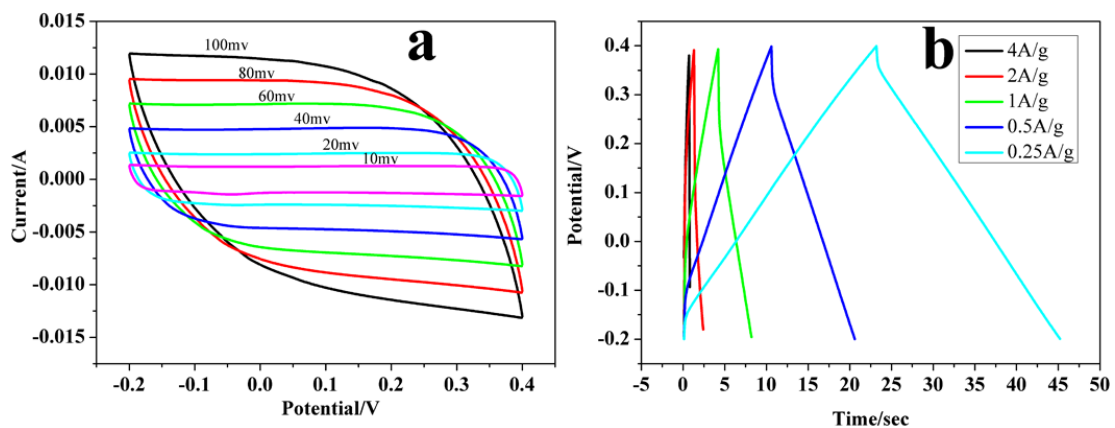 a
100mv
80mv
60mv
40mv
20mv
10mv
0.015
0.010
0.005
0.000
-0.005
-0.010
-0.015
Current/A
-0.2
-0.1
0.0
0.1
0.2
0.3
0.4
Potential/V
b
4A/g
2A/g
1A/g
0.5A/g
0.25A/g
0.4
0.3
0.2
0.1
0.0
-0.1
-0.2
Potential/V
-5
0
5
10
15
20
25
30
35
40
45
50
Time/sec